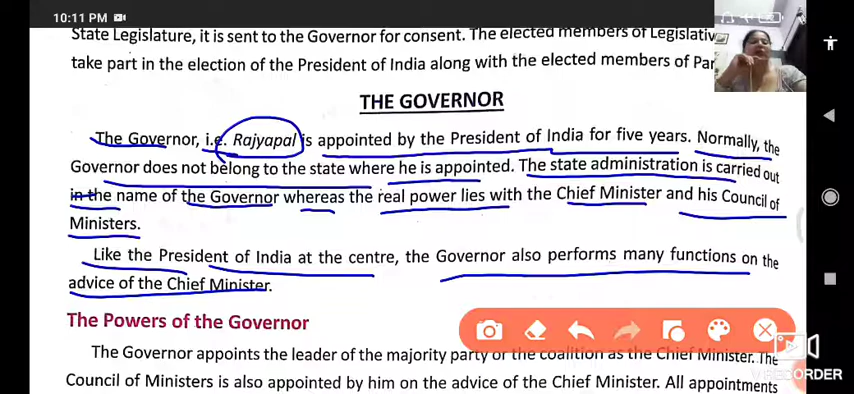 10:11 PM
State Legislature, it is sent to the Governor for consent. The elected members of Legislativ
take part in the election of the President of India along with the elected members of Par
THE GOVERNOR
The Governor, i.e. Rajyapal is appointed by the President of India for five years. Normally, the
Governor does not belong to the state where he is appointed. The state administration is carried out
in the name of the Governor whereas the real power lies with the Chief Minister and his Council of
Ministers.
Like the President of India at the centre, the Governor also performs many functions on the
advice of the Chief Minister.
The Powers of the Governor
The Governor appoints the leader of the majority party or the coalition as the Chief Minister. The
Council of Ministers is also appointed by him on the advice of the Chief Minister. All appointments
V RECORDER